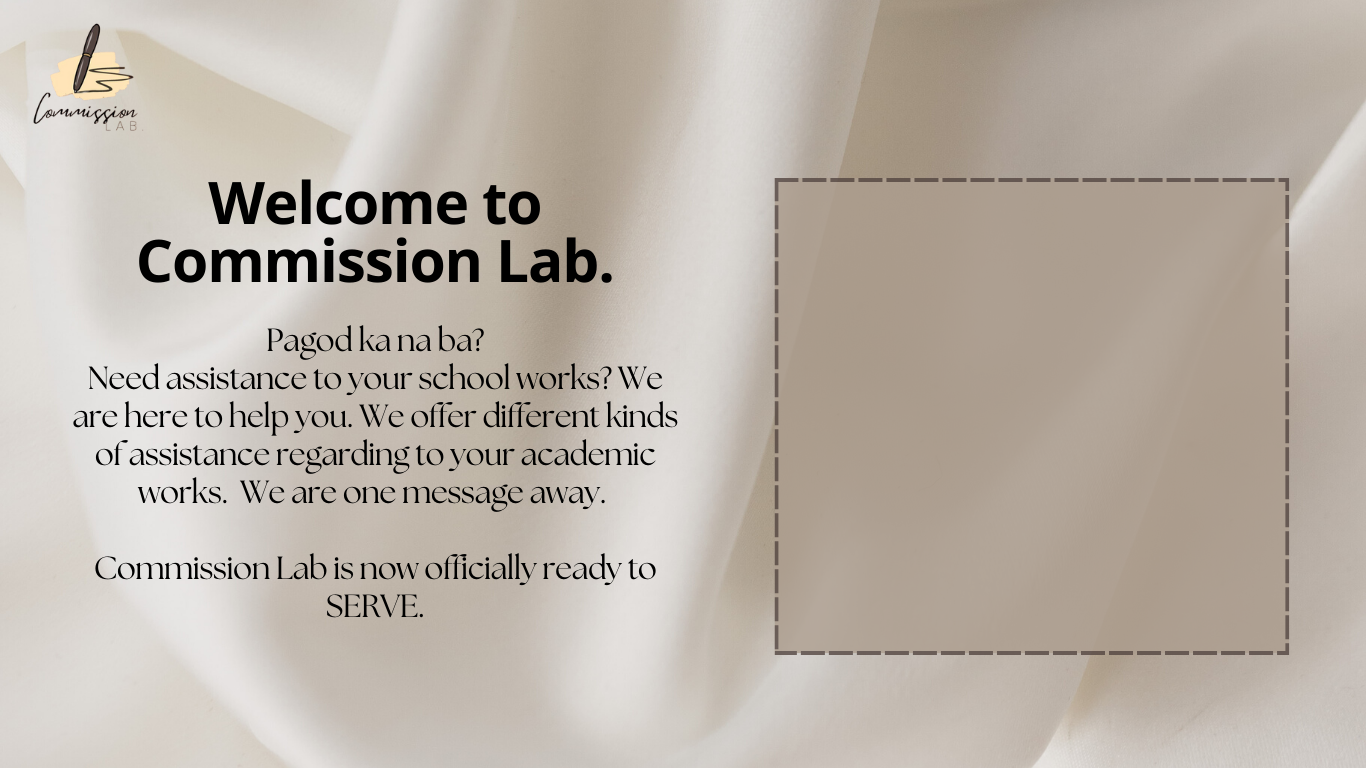 Commission
LAB.
Welcome to
Commission Lab.
Pagod ka na ba?
Need assistance to your school works? We
are here to help you. We offer different kinds
of assistance regarding to your academic
works. We are one message away.
Commission Lab is now officially ready to
SERVE.